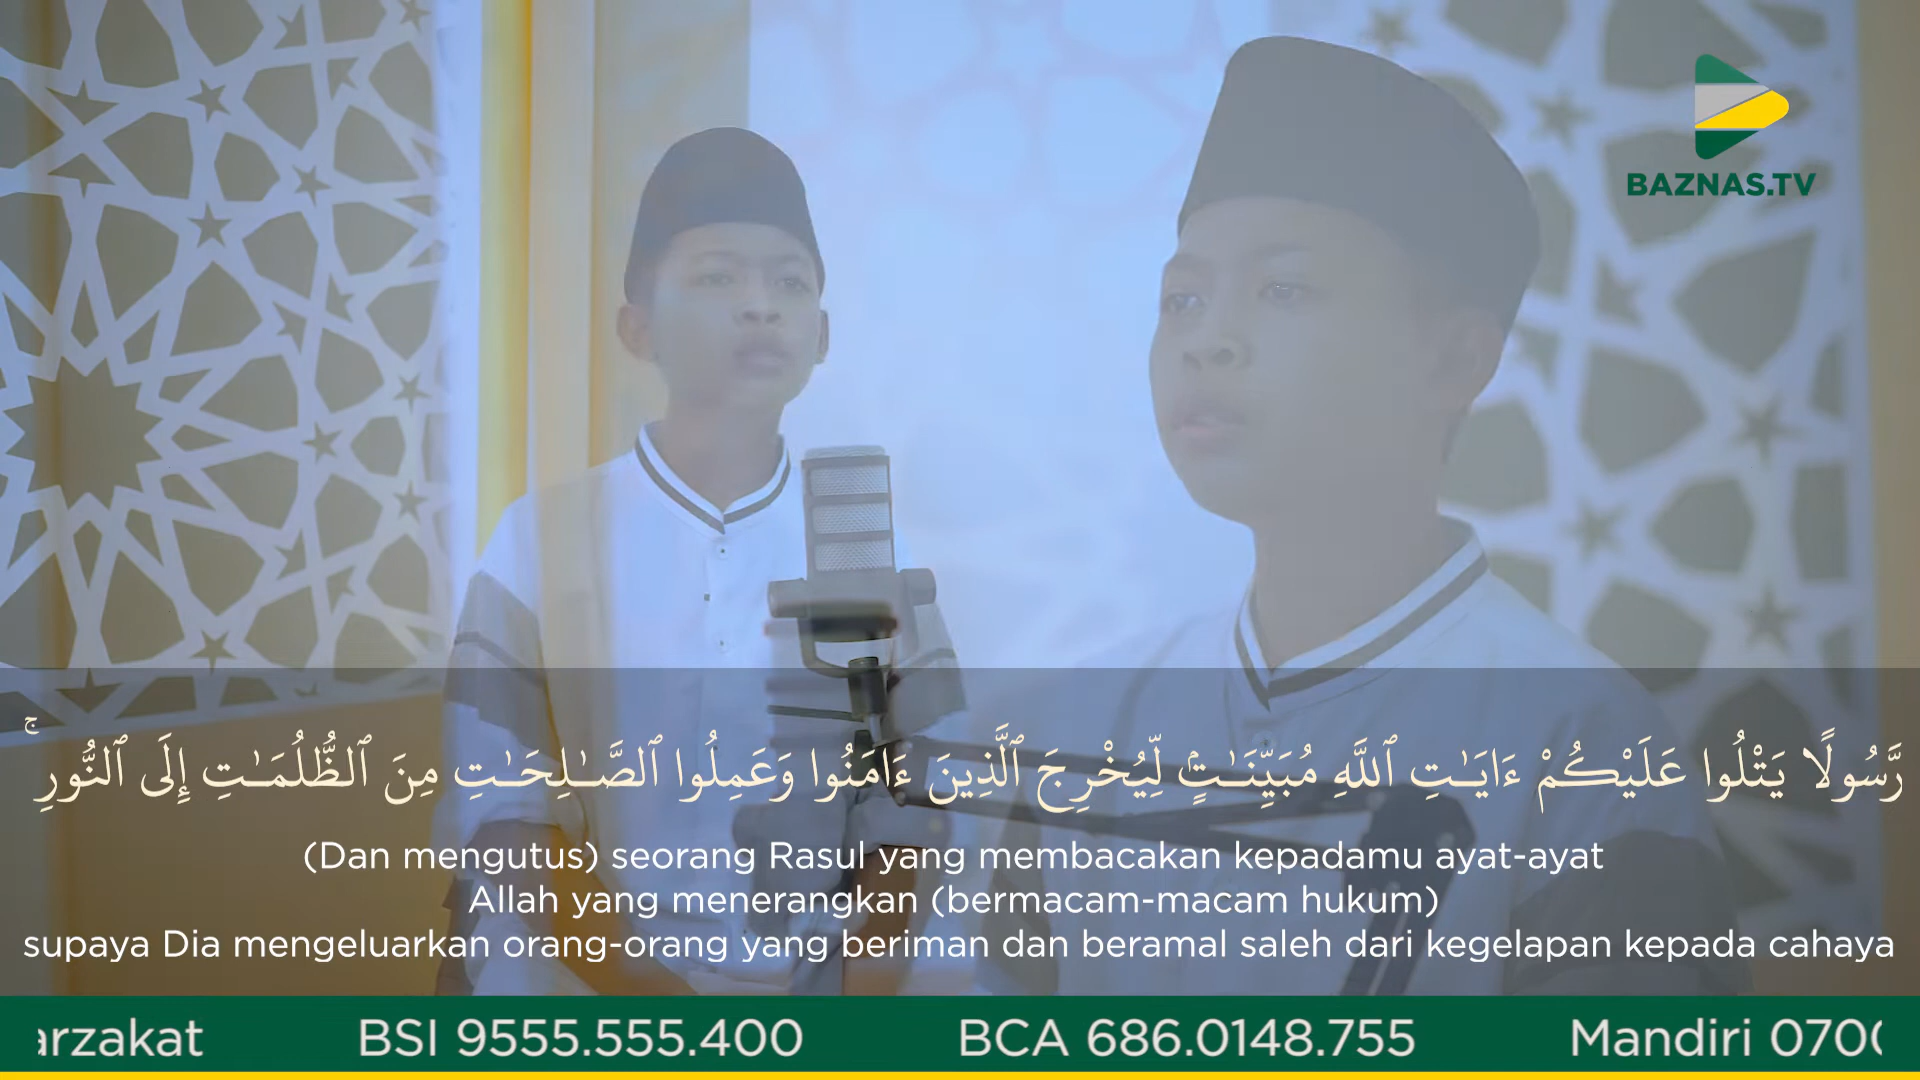 BAZNAS.TV
رَّسُولًا يَتْلُوا عَلَيْكُمْ ءَايَـٰتِ ٱللَّهِ مُبَيِّنَـٰتٍۢ لِّيُخْرِجَ ٱلَّذِينَ ءَامَنُوا وَعَمِلُوا ٱلصَّـٰلِحَـٰتِ مِنَ ٱلظُّلُمَـٰتِ إِلَى ٱلنُّورِ ۚ
(Dan mengutus) seorang Rasul yang membacakan kepadamu ayat-ayat
Allah yang menerangkan (bermacam-macam hukum)
supaya Dia mengeluarkan orang-orang yang beriman dan beramal saleh dari kegelapan kepada cahaya
arzakat BSI 9555.555.400 BCA 686.0148.755 Mandiri 070